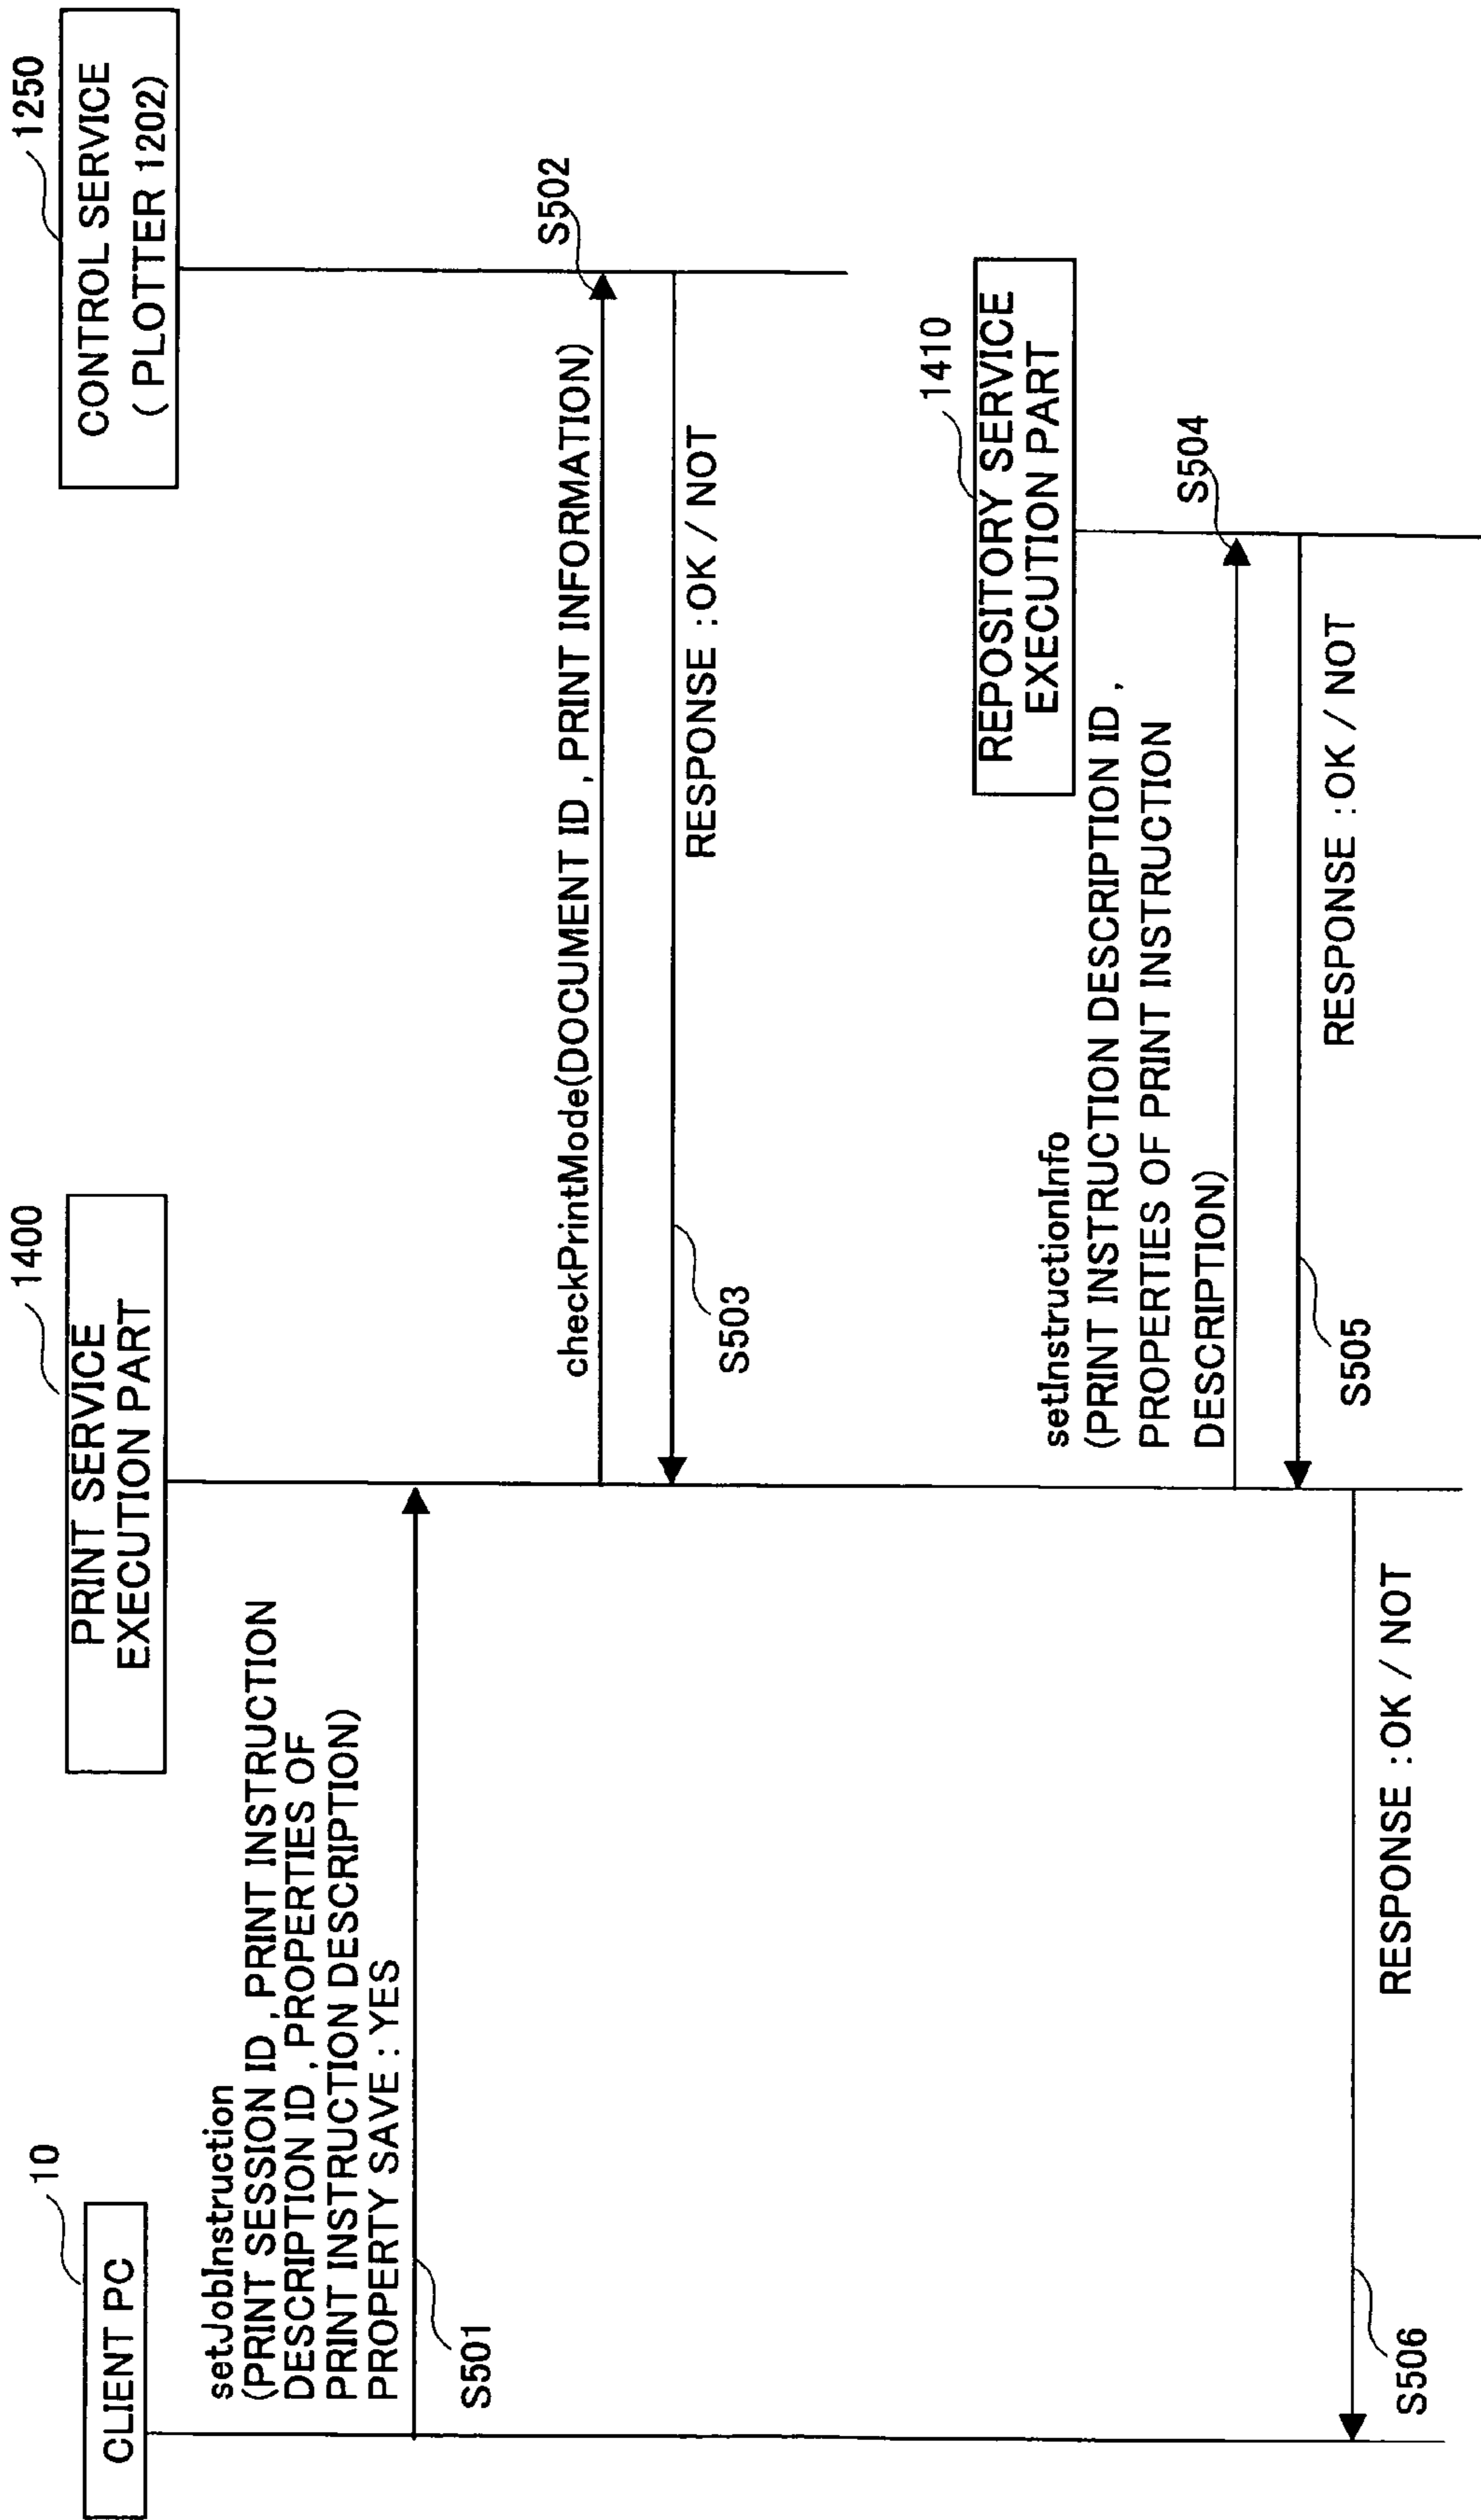 10
CLIENT PC
1400
PRINT SERVICE
EXECUTION PART
1250
CONTROL SERVICE
( PLOTTER 1202)
setJobInstruction
(PRINT SESSION ID , PRINT INSTRUCTION
DESCRIPTION ID , PROPERTIES OF
PRINT INSTRUCTION DESCRIPTION)
PROPERTY SAVE : YES
S501
checkPrintMode(DOCUMENT ID , PRINT INFORMATION)
S502
RESPONSE : OK / NOT
S503
1410
REPOSITORY SERVICE
EXECUTION PART
setInstructionInfo
(PRINT INSTRUCTION DESCRIPTION ID ,
PROPERTIES OF PRINT INSTRUCTION
DESCRIPTION)
S504
RESPONSE : OK / NOT
S505
RESPONSE : OK / NOT
S506